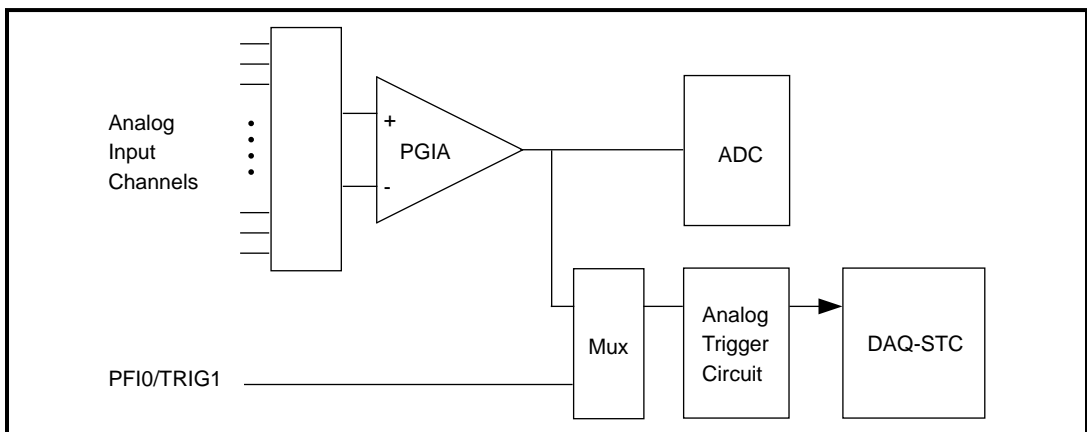 Analog
Input
Channels
+
PGIA
-
ADC
Mux
Analog
Trigger
Circuit
DAQ-STC
PFI0/TRIG1